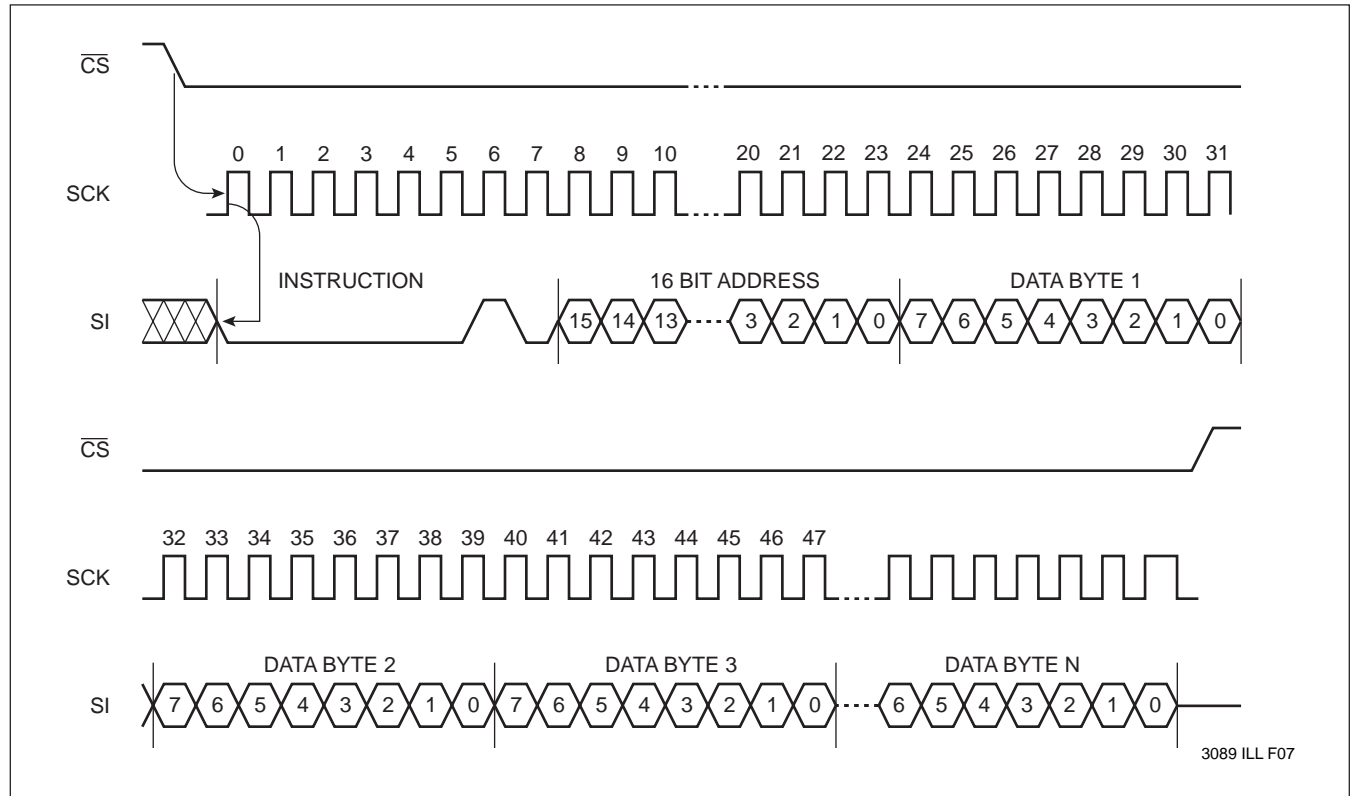 CS
0 1 2 3 4 5 6 7 8 9 10 20 21 22 23 24 25 26 27 28 29 30 31
SCK
INSTRUCTION 16 BIT ADDRESS DATA BYTE 1
SI 15 14 13 3 2 1 0 7 6 5 4 3 2 1 0
CS
32 33 34 35 36 37 38 39 40 41 42 43 44 45 46 47
SCK
DATA BYTE 2 DATA BYTE 3 DATA BYTE N
SI 7 6 5 4 3 2 1 0 7 6 5 4 3 2 1 0 6 5 4 3 2 1 0
3089 ILL F07